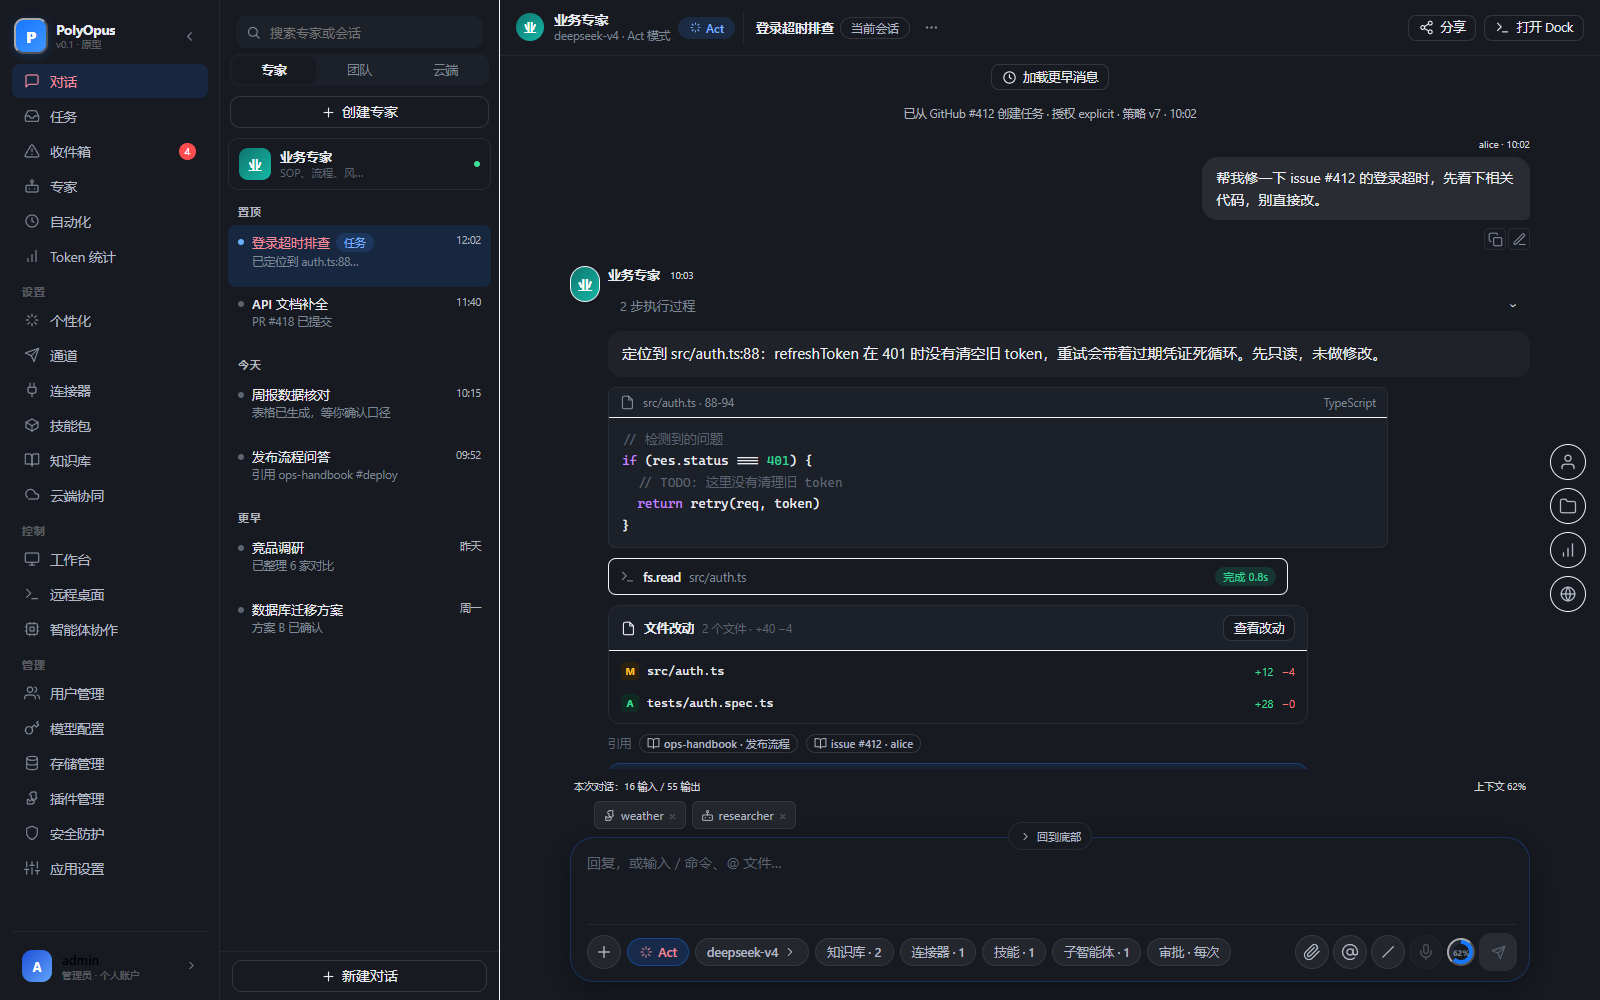 P
PolyOpus
v0.1 · 原型
对话
任务
收件箱
4
专家
自动化
Token 统计
设置
个性化
通道
连接器
技能包
知识库
云端协同
控制
工作台
远程桌面
智能体协作
管理
用户管理
模型配置
存储管理
插件管理
安全防护
应用设置
A
admin
管理员 · 个人账户
搜索专家或会话
专家
团队
云端
创建专家
业务专家
SOP、流程、风...
置顶
登录超时排查 任务 12:02
已定位到 auth.ts:88...
API 文档补全 11:40
PR #418 已提交
今天
周报数据核对 10:15
表格已生成，等你确认口径
发布流程问答 09:52
引用 ops-handbook #deploy
更早
竞品调研 昨天
已整理 6 家对比
数据库迁移方案 周一
方案 B 已确认
新建对话
业务专家
deepseek-v4 · Act 模式
Act
登录超时排查
当前会话
分享
打开 Dock
加载更早消息
已从 GitHub #412 创建任务 · 授权 explicit · 策略 v7 · 10:02
alice · 10:02
帮我修一下 issue #412 的登录超时，先看下相关
代码，别直接改。
业务专家 10:03
2 步执行过程
定位到 src/auth.ts:88：refreshToken 在 401 时没有清空旧 token，重试会带着过期凭证死循环。先只读，未做修改。
src/auth.ts · 88-94 TypeScript
// 检测到的问题
if (res.status === 401) {
// TODO: 这里没有清理旧 token
return retry(req, token)
}
fs.read src/auth.ts 完成 0.8s
文件改动 2 个文件 · +40 −4 查看改动
M src/auth.ts +12 −4
A tests/auth.spec.ts +28 −0
引用 ops-handbook · 发布流程 issue #412 · alice
本次对话：16 输入 / 55 输出 上下文 62%
weather ×
researcher ×
回到底部
回复，或输入 / 命令、@ 文件...
Act
deepseek-v4
知识库 · 2
连接器 · 1
技能 · 1
子智能体 · 1
审批 · 每次
62%